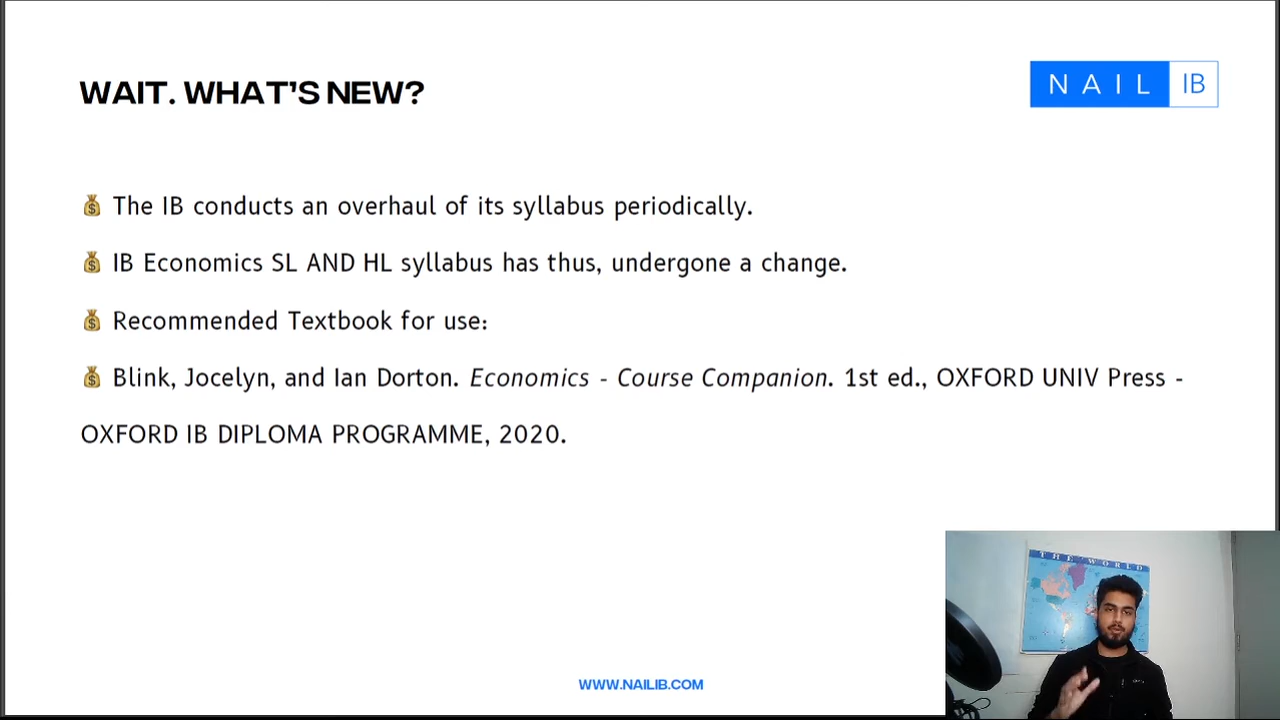 WAIT. WHAT'S NEW?
NAIL IB
💰 The IB conducts an overhaul of its syllabus periodically.
💰 IB Economics SL AND HL syllabus has thus, undergone a change.
💰 Recommended Textbook for use:
💰 Blink, Jocelyn, and Ian Dorton. Economics - Course Companion. 1st ed., OXFORD UNIV Press -
OXFORD IB DIPLOMA PROGRAMME, 2020.
THE WORLD
WWW.NAILIB.COM